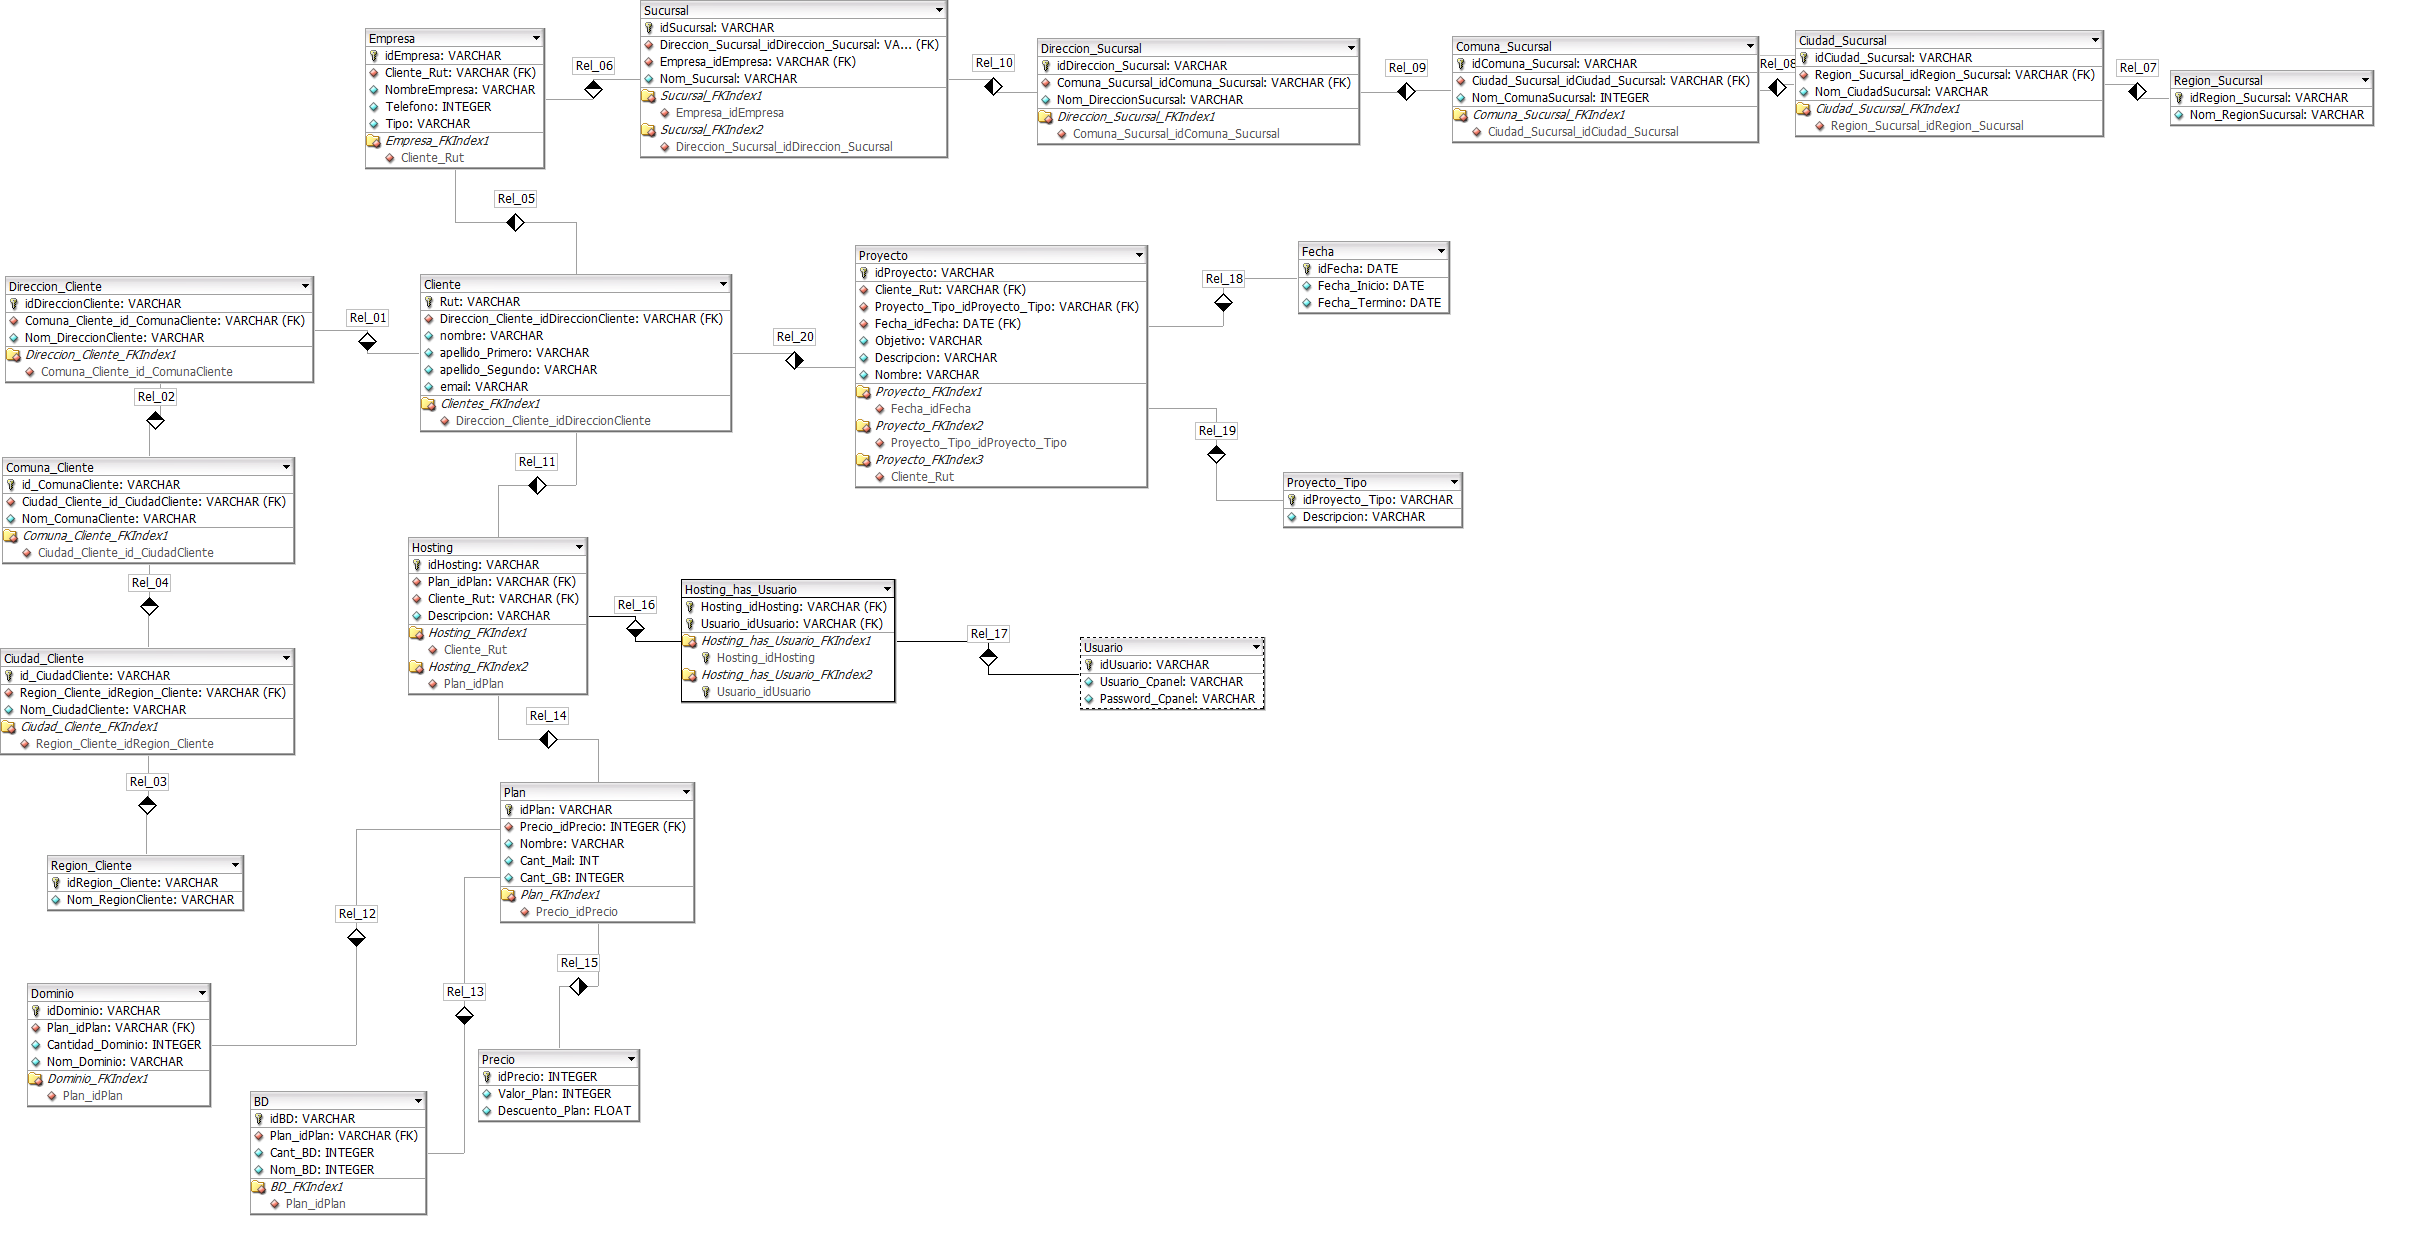 Empresa
idEmpresa: VARCHAR
Cliente_Rut: VARCHAR (FK)
NombreEmpresa: VARCHAR
Telefono: INTEGER
Tipo: VARCHAR
Empresa_FKIndex1
Cliente_Rut
Rel_06
Sucursal
idSucursal: VARCHAR
Direccion_Sucursal_idDireccion_Sucursal: VA... (FK)
Empresa_idEmpresa: VARCHAR (FK)
Nom_Sucursal: VARCHAR
Sucursal_FKIndex1
Empresa_idEmpresa
Sucursal_FKIndex2
Direccion_Sucursal_idDireccion_Sucursal
Rel_10
Direccion_Sucursal
idDireccion_Sucursal: VARCHAR
Comuna_Sucursal_idComuna_Sucursal: VARCHAR (FK)
Nom_DireccionSucursal: VARCHAR
Direccion_Sucursal_FKIndex1
Comuna_Sucursal_idComuna_Sucursal
Rel_09
Comuna_Sucursal
idComuna_Sucursal: VARCHAR
Ciudad_Sucursal_idCiudad_Sucursal: VARCHAR (FK)
Nom_ComunaSucursal: INTEGER
Comuna_Sucursal_FKIndex1
Ciudad_Sucursal_idCiudad_Sucursal
Rel_08
Ciudad_Sucursal
idCiudad_Sucursal: VARCHAR
Region_Sucursal_idRegion_Sucursal: VARCHAR (FK)
Nom_CiudadSucursal: VARCHAR
Ciudad_Sucursal_FKIndex1
Region_Sucursal_idRegion_Sucursal
Rel_07
Region_Sucursal
idRegion_Sucursal: VARCHAR
Nom_RegionSucursal: VARCHAR
Rel_05
Direccion_Cliente
idDireccionCliente: VARCHAR
Comuna_Cliente_id_ComunaCliente: VARCHAR (FK)
Nom_DireccionCliente: VARCHAR
Direccion_Cliente_FKIndex1
Comuna_Cliente_id_ComunaCliente
Rel_01
Cliente
Rut: VARCHAR
Direccion_Cliente_idDireccionCliente: VARCHAR (FK)
nombre: VARCHAR
apellido_Primero: VARCHAR
apellido_Segundo: VARCHAR
email: VARCHAR
Clientes_FKIndex1
Direccion_Cliente_idDireccionCliente
Rel_20
Proyecto
idProyecto: VARCHAR
Cliente_Rut: VARCHAR (FK)
Proyecto_Tipo_idProyecto_Tipo: VARCHAR (FK)
Fecha_idFecha: DATE (FK)
Objetivo: VARCHAR
Descripcion: VARCHAR
Nombre: VARCHAR
Proyecto_FKIndex1
Fecha_idFecha
Proyecto_FKIndex2
Proyecto_Tipo_idProyecto_Tipo
Proyecto_FKIndex3
Cliente_Rut
Rel_18
Fecha
idFecha: DATE
Fecha_Inicio: DATE
Fecha_Termino: DATE
Rel_19
Proyecto_Tipo
idProyecto_Tipo: VARCHAR
Descripcion: VARCHAR
Rel_02
Comuna_Cliente
id_ComunaCliente: VARCHAR
Ciudad_Cliente_id_CiudadCliente: VARCHAR (FK)
Nom_ComunaCliente: VARCHAR
Comuna_Cliente_FKIndex1
Ciudad_Cliente_id_CiudadCliente
Rel_11
Rel_04
Hosting
idHosting: VARCHAR
Plan_idPlan: VARCHAR (FK)
Cliente_Rut: VARCHAR (FK)
Descripcion: VARCHAR
Hosting_FKIndex1
Cliente_Rut
Hosting_FKIndex2
Plan_idPlan
Rel_16
Hosting_has_Usuario
Hosting_idHosting: VARCHAR (FK)
Usuario_idUsuario: VARCHAR (FK)
Hosting_has_Usuario_FKIndex1
Hosting_idHosting
Hosting_has_Usuario_FKIndex2
Usuario_idUsuario
Rel_17
Usuario
idUsuario: VARCHAR
Usuario_Cpanel: VARCHAR
Password_Cpanel: VARCHAR
Ciudad_Cliente
id_CiudadCliente: VARCHAR
Region_Cliente_idRegion_Cliente: VARCHAR (FK)
Nom_CiudadCliente: VARCHAR
Ciudad_Cliente_FKIndex1
Region_Cliente_idRegion_Cliente
Rel_14
Rel_03
Region_Cliente
idRegion_Cliente: VARCHAR
Nom_RegionCliente: VARCHAR
Plan
idPlan: VARCHAR
Precio_idPrecio: INTEGER (FK)
Nombre: VARCHAR
Cant_Mail: INT
Cant_GB: INTEGER
Plan_FKIndex1
Precio_idPrecio
Rel_12
Rel_15
Rel_13
Dominio
idDominio: VARCHAR
Plan_idPlan: VARCHAR (FK)
Cantidad_Dominio: INTEGER
Nom_Dominio: VARCHAR
Dominio_FKIndex1
Plan_idPlan
Precio
idPrecio: INTEGER
Valor_Plan: INTEGER
Descuento_Plan: FLOAT
BD
idBD: VARCHAR
Plan_idPlan: VARCHAR (FK)
Cant_BD: INTEGER
Nom_BD: INTEGER
BD_FKIndex1
Plan_idPlan